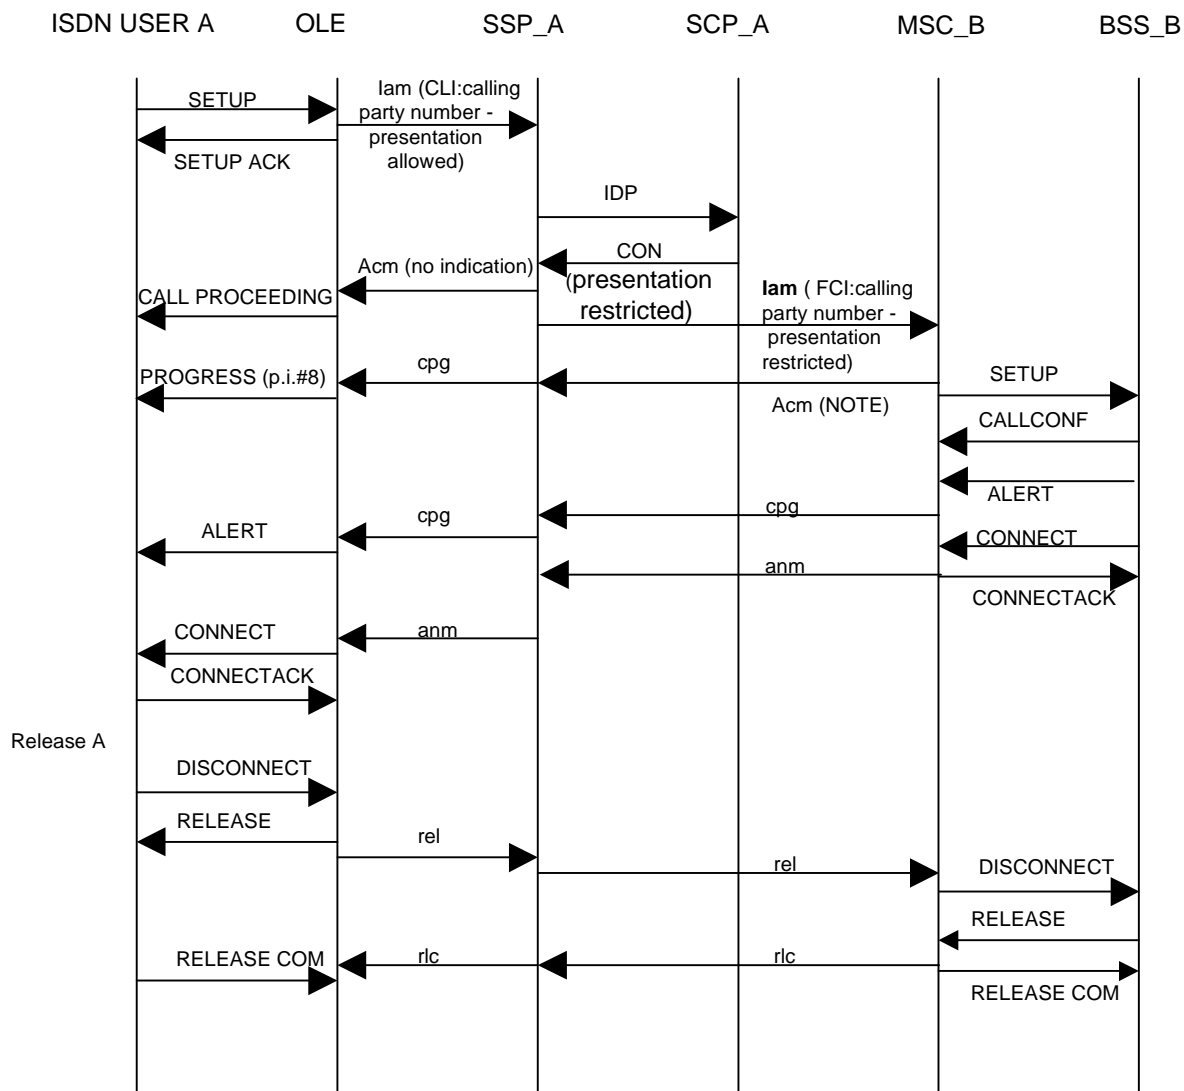 ISDN USER A OLE SSP_A SCP_A MSC_B BSS_B
SETUP
Iam (CLI:calling
party number -
presentation
allowed)
SETUP ACK
IDP
CON
(presentation
restricted)
Acm (no indication)
CALL PROCEEDING
Iam ( FCI:calling
party number -
presentation
restricted)
cpg
PROGRESS (p.i.#8)
Acm (NOTE)
SETUP
CALLCONF
ALERT
cpg
cpg
ALERT
CONNECT
anm
CONNECTACK
CONNECT
anm
CONNECTACK
Release A
DISCONNECT
RELEASE
rel
rel
DISCONNECT
RELEASE
RELEASE COM
rlc
rlc
RELEASE COM